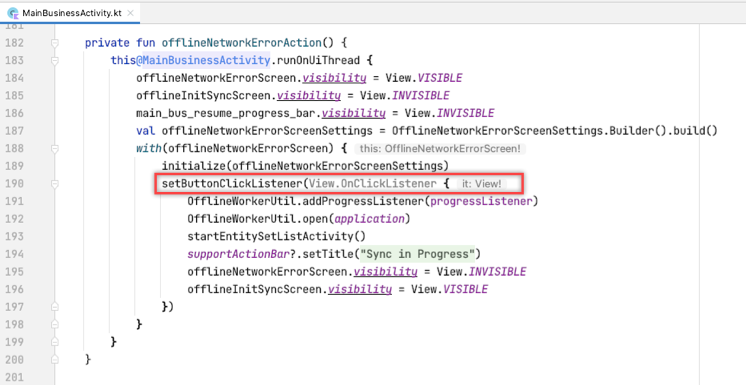 MainBusinessActivity.kt ×
181
182 private fun offlineNetworkErrorAction() {
183 this@MainBusinessActivity.runOnUiThread {
184 offlineNetworkErrorScreen.visibility = View.VISIBLE
185 offlineInitSyncScreen.visibility = View.INVISIBLE
186 main_bus_resume_progress_bar.visibility = View.INVISIBLE
187 val offlineNetworkErrorScreenSettings = OfflineNetworkErrorScreenSettings.Builder().build()
188 with(offlineNetworkErrorScreen) { this: OfflineNetworkErrorScreen!
189 initialize(offlineNetworkErrorScreenSettings)
190 setButtonClickListener(View.OnClickListener { it: View!
191 OfflineWorkerUtil.addProgressListener(progressListener)
192 OfflineWorkerUtil.open(application)
193 startEntitySetListActivity()
194 supportActionBar?.setTitle("Sync in Progress")
195 offlineNetworkErrorScreen.visibility = View.INVISIBLE
196 offlineInitSyncScreen.visibility = View.VISIBLE
197 })
198 }
199 }
200 }
201